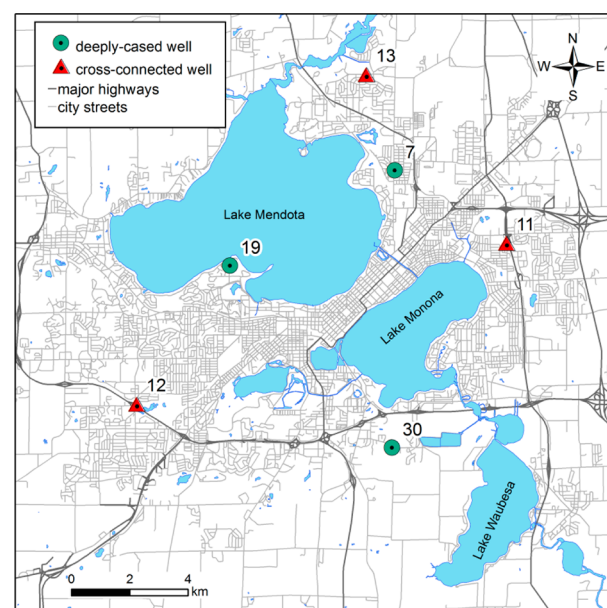 deeply-cased well
cross-connected well
major highways
city streets
N
W E
S
13
7
Lake Mendota
11
19
Lake Monona
12
30
Lake Waubesa
0 2 4
km